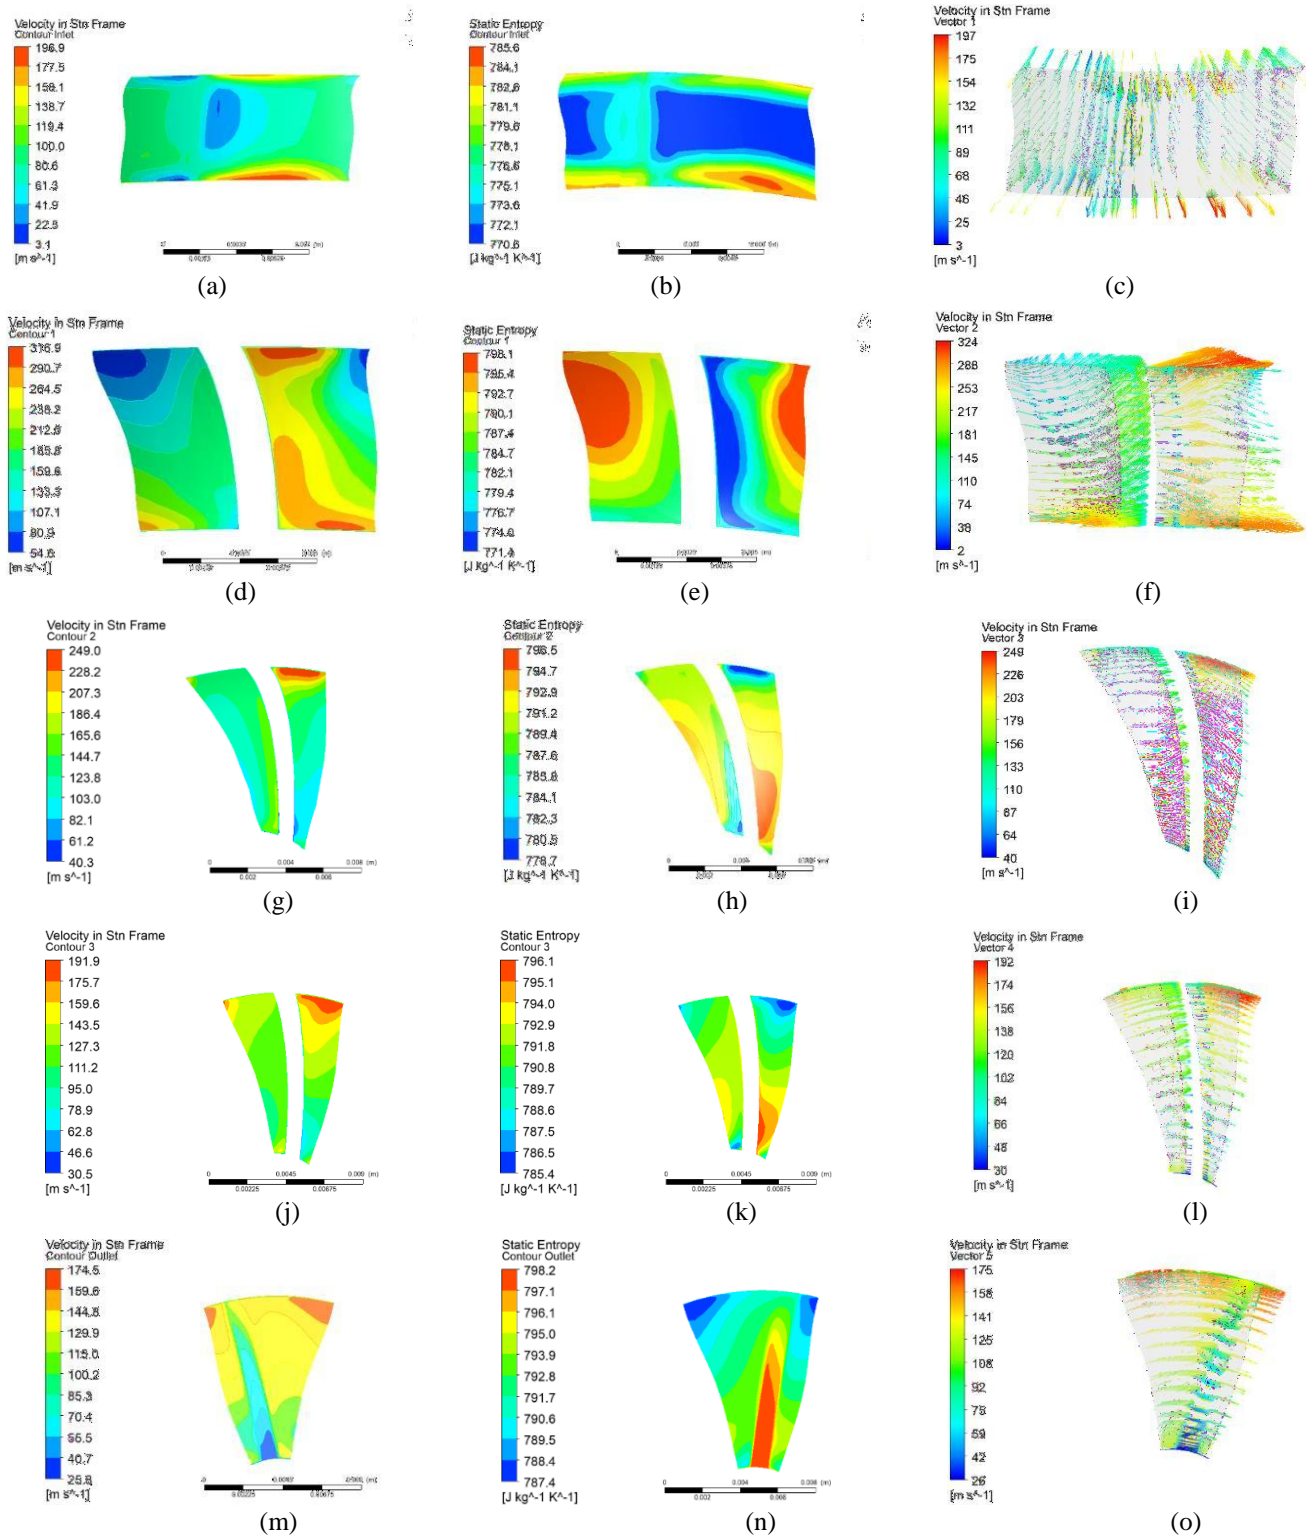 Velocity in Stn Frame
Contour Inlet
196.9
177.5
158.1
138.7
119.4
100.0
80.6
61.3
41.9
22.5
3.1
[m s^-1]
(a)
Static Entropy
Contour Inlet
785.6
784.1
782.6
781.1
779.6
778.1
776.6
775.1
773.6
772.1
770.6
[J kg^-1 K^-1]
(b)
Velocity in Stn Frame
Vector 1
197
175
154
132
111
89
68
46
25
3
[m s^-1]
(c)
Velocity in Stn Frame
Contour 1
316.9
290.7
264.5
238.2
212.0
185.8
159.6
133.3
107.1
80.9
54.6
[m s^-1]
(d)
Static Entropy
Contour 1
798.1
795.4
792.7
790.1
787.4
784.7
782.1
779.4
776.7
774.0
771.4
[J kg^-1 K^-1]
(e)
Velocity in Stn Frame
Vector 2
324
288
253
217
181
145
110
74
38
2
[m s^-1]
(f)
Velocity in Stn Frame
Contour 2
249.0
228.2
207.3
186.4
165.6
144.7
123.8
103.0
82.1
61.2
40.3
[m s^-1]
0 0.004 0.008 (m)
0.002 0.006
(g)
Static Entropy
Contour 2
796.5
794.7
792.9
791.2
789.4
787.6
785.8
784.1
782.3
780.5
778.7
[J kg^-1 K^-1]
(h)
Velocity in Stn Frame
Vector 3
249
226
203
179
156
133
110
87
64
40
[m s^-1]
(i)
Velocity in Stn Frame
Contour 3
191.9
175.7
159.6
143.5
127.3
111.2
95.0
78.9
62.8
46.6
30.5
[m s^-1]
0 0.0045 0.009 (m)
0.00225 0.00675
(j)
Static Entropy
Contour 3
796.1
795.1
794.0
792.9
791.8
790.8
789.7
788.6
787.5
786.5
785.4
[J kg^-1 K^-1]
0 0.0045 0.009 (m)
0.00225 0.00675
(k)
Velocity in Stn Frame
Vector 4
192
174
156
138
120
102
84
66
48
30
[m s^-1]
(l)
Velocity in Stn Frame
Contour Outlet
174.5
159.6
144.8
129.9
115.0
100.2
85.3
70.4
55.5
40.7
25.8
[m s^-1]
(m)
Static Entropy
Contour Outlet
798.2
797.1
796.1
795.0
793.9
792.8
791.7
790.6
789.5
788.4
787.4
[J kg^-1 K^-1]
0 0.004 0.008 (m)
0.002 0.006
(n)
Velocity in Stn Frame
Vector 5
175
158
141
125
108
92
75
59
42
26
[m s^-1]
(o)